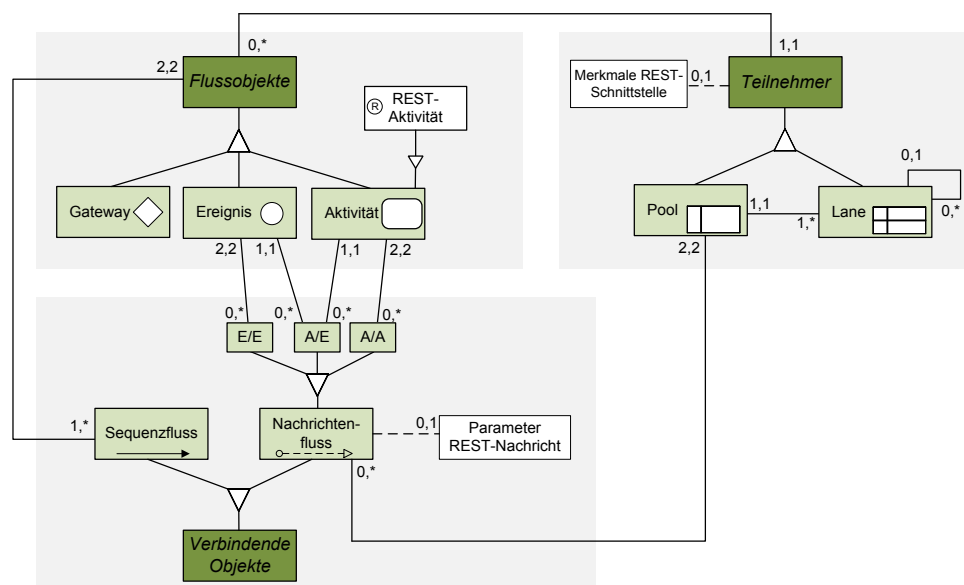 0,*
1,1
2,2
Flussobjekte
Teilnehmer
Merkmale REST-
Schnittstelle
0,1
R
REST-
Aktivität
0,1
Gateway
Ereignis
Aktivität
Pool
1,1
1,*
Lane
0,*
2,2
1,1
1,1
2,2
2,2
0,*
0,*
0,*
0,*
E/E
A/E
A/A
1,*
Sequenzfluss
Nachrichten-
fluss
0,1
Parameter
REST-Nachricht
0,*
Verbindende
Objekte